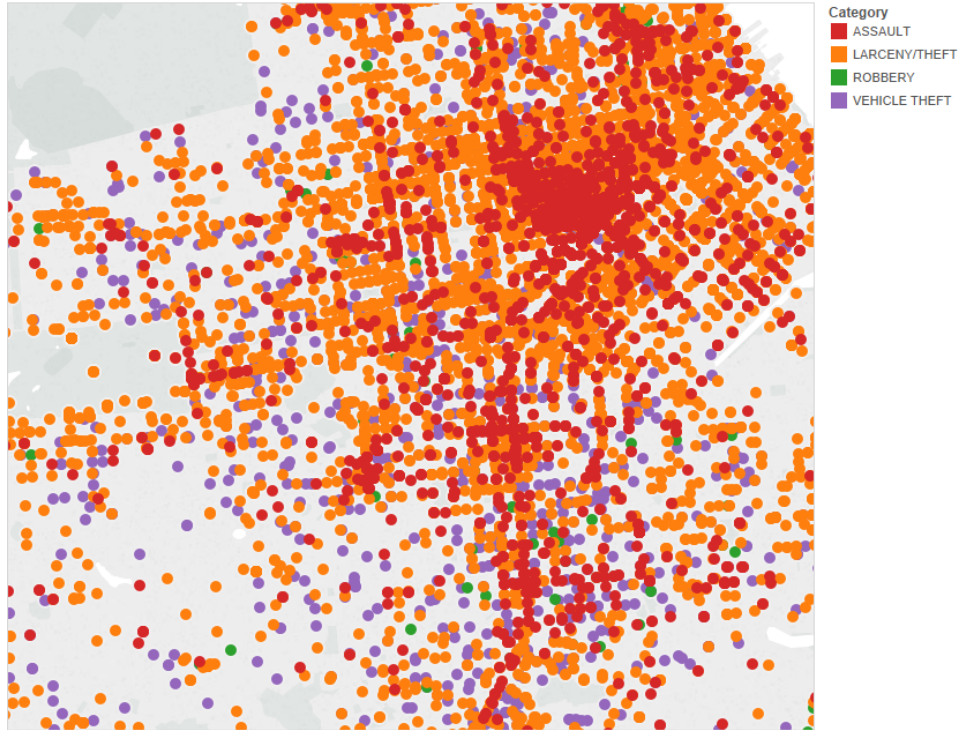 Category
ASSAULT
LARCENY/THEFT
ROBBERY
VEHICLE THEFT